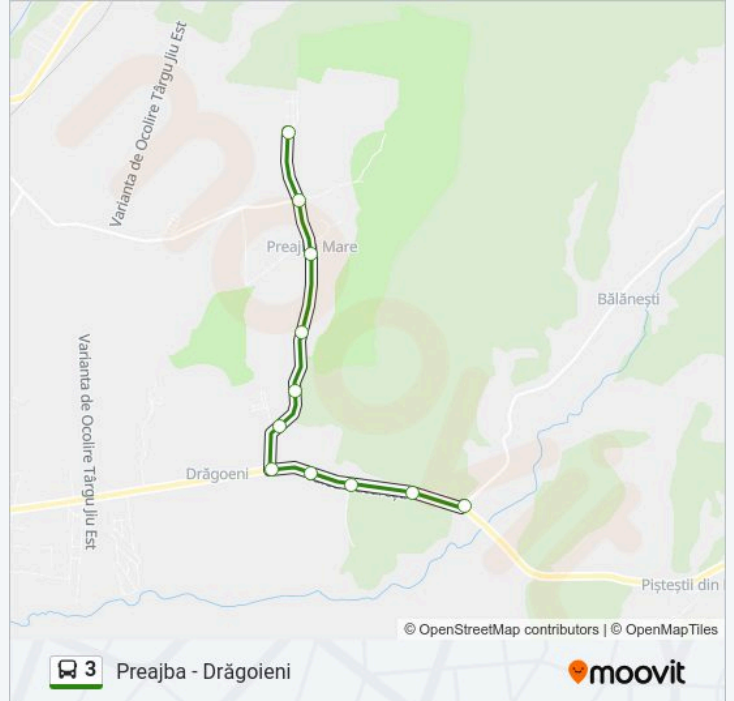 Varianta de Ocolire Târgu Jiu Est
Preajba Mare
Bălănești
Varianta de Ocolire Târgu Jiu Est
Drăgoeni
Pișteștii din
© OpenStreetMap contributors | © OpenMapTiles
3 Preajba - Drăgoieni
moovit